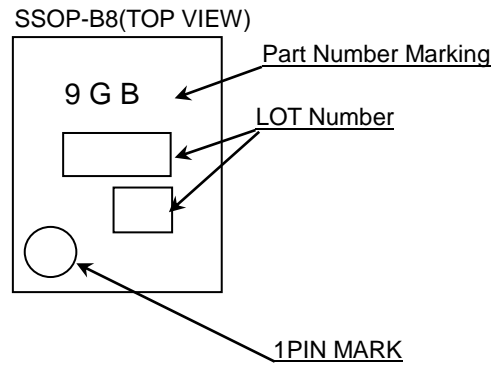 SSOP-B8(TOP VIEW)
Part Number Marking
9 G B
LOT Number
1PIN MARK